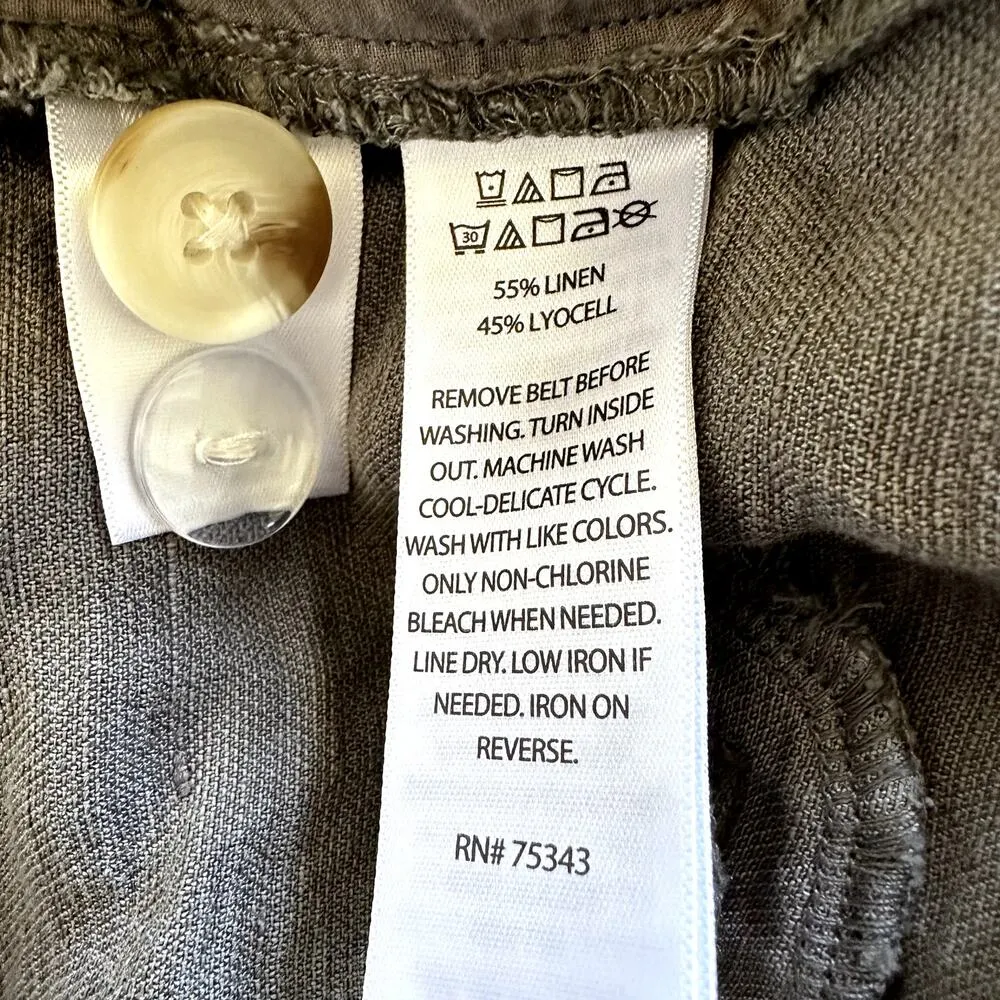 30
55% LINEN
45% LYOCELL
REMOVE BELT BEFORE
WASHING. TURN INSIDE
OUT. MACHINE WASH
COOL-DELICATE CYCLE.
WASH WITH LIKE COLORS.
ONLY NON-CHLORINE
BLEACH WHEN NEEDED.
LINE DRY. LOW IRON IF
NEEDED. IRON ON
REVERSE.
RN# 75343